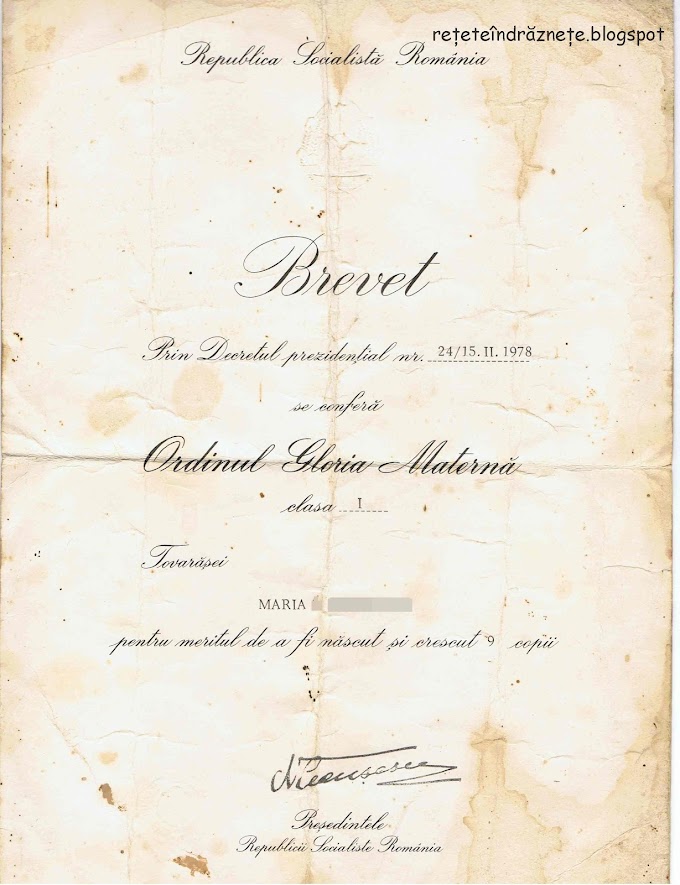 rețeteîndrăznețe.blogspot
Republica Socialistă România
Brevet
Prin Decretul prezidențial nr. 24/15.II.1978
se conferă
Ordinul Gloria Maternă
clasa I
Tovarășei
MARIA
pentru meritul de a fi născut și crescut 9 copii
N Ceaușescu
Președintele
Republicii Socialiste România